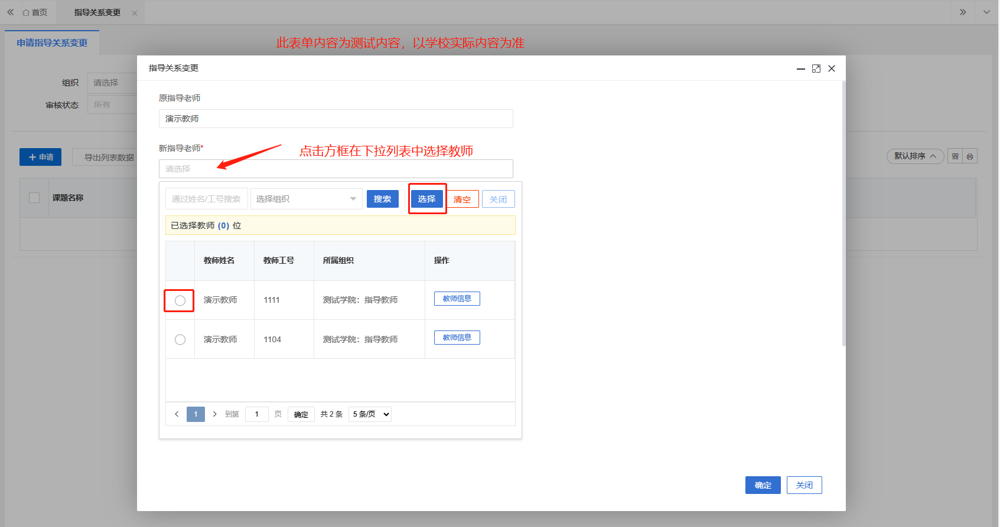 首页
指导关系变更
申请指导关系变更
此表单内容为测试内容，以学校实际内容为准
组织
请选择
审核状态
所有
申请
导出列表数据
默认排序
课题名称
指导关系变更
原指导老师
演示教师
新指导老师*
点击方框在下拉列表中选择教师
请选择
通过姓名/工号搜索
选择组织
搜索
选择
清空
关闭
已选择教师 (0) 位
教师姓名 教师工号 所属组织 操作
演示教师 1111 测试学院：指导教师 教师信息
演示教师 1104 测试学院：指导教师 教师信息
1 到第 1 页 确定 共 2 条 5 条/页
确定
关闭